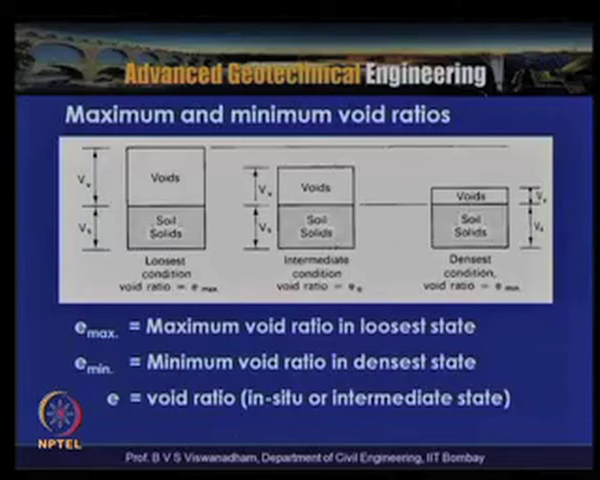 Advanced Geotechnical Engineering
Maximum and minimum void ratios
Vv Voids
Vs Soil Solids
Loosest condition
void ratio = e max.
Vv Voids
Vs Soil Solids
Intermediate condition
void ratio = e o
Voids Vv
Soil Solids Vs
Densest condition,
void ratio = e min.
emax. = Maximum void ratio in loosest state
emin. = Minimum void ratio in densest state
e = void ratio (in-situ or intermediate state)
NPTEL
Prof. B V S Viswanadham, Department of Civil Engineering, IIT Bombay